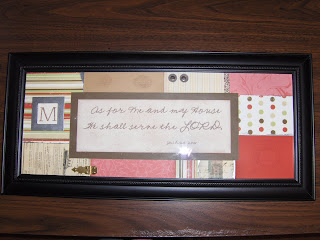 M
As for Me and my House
We shall serve the LORD.